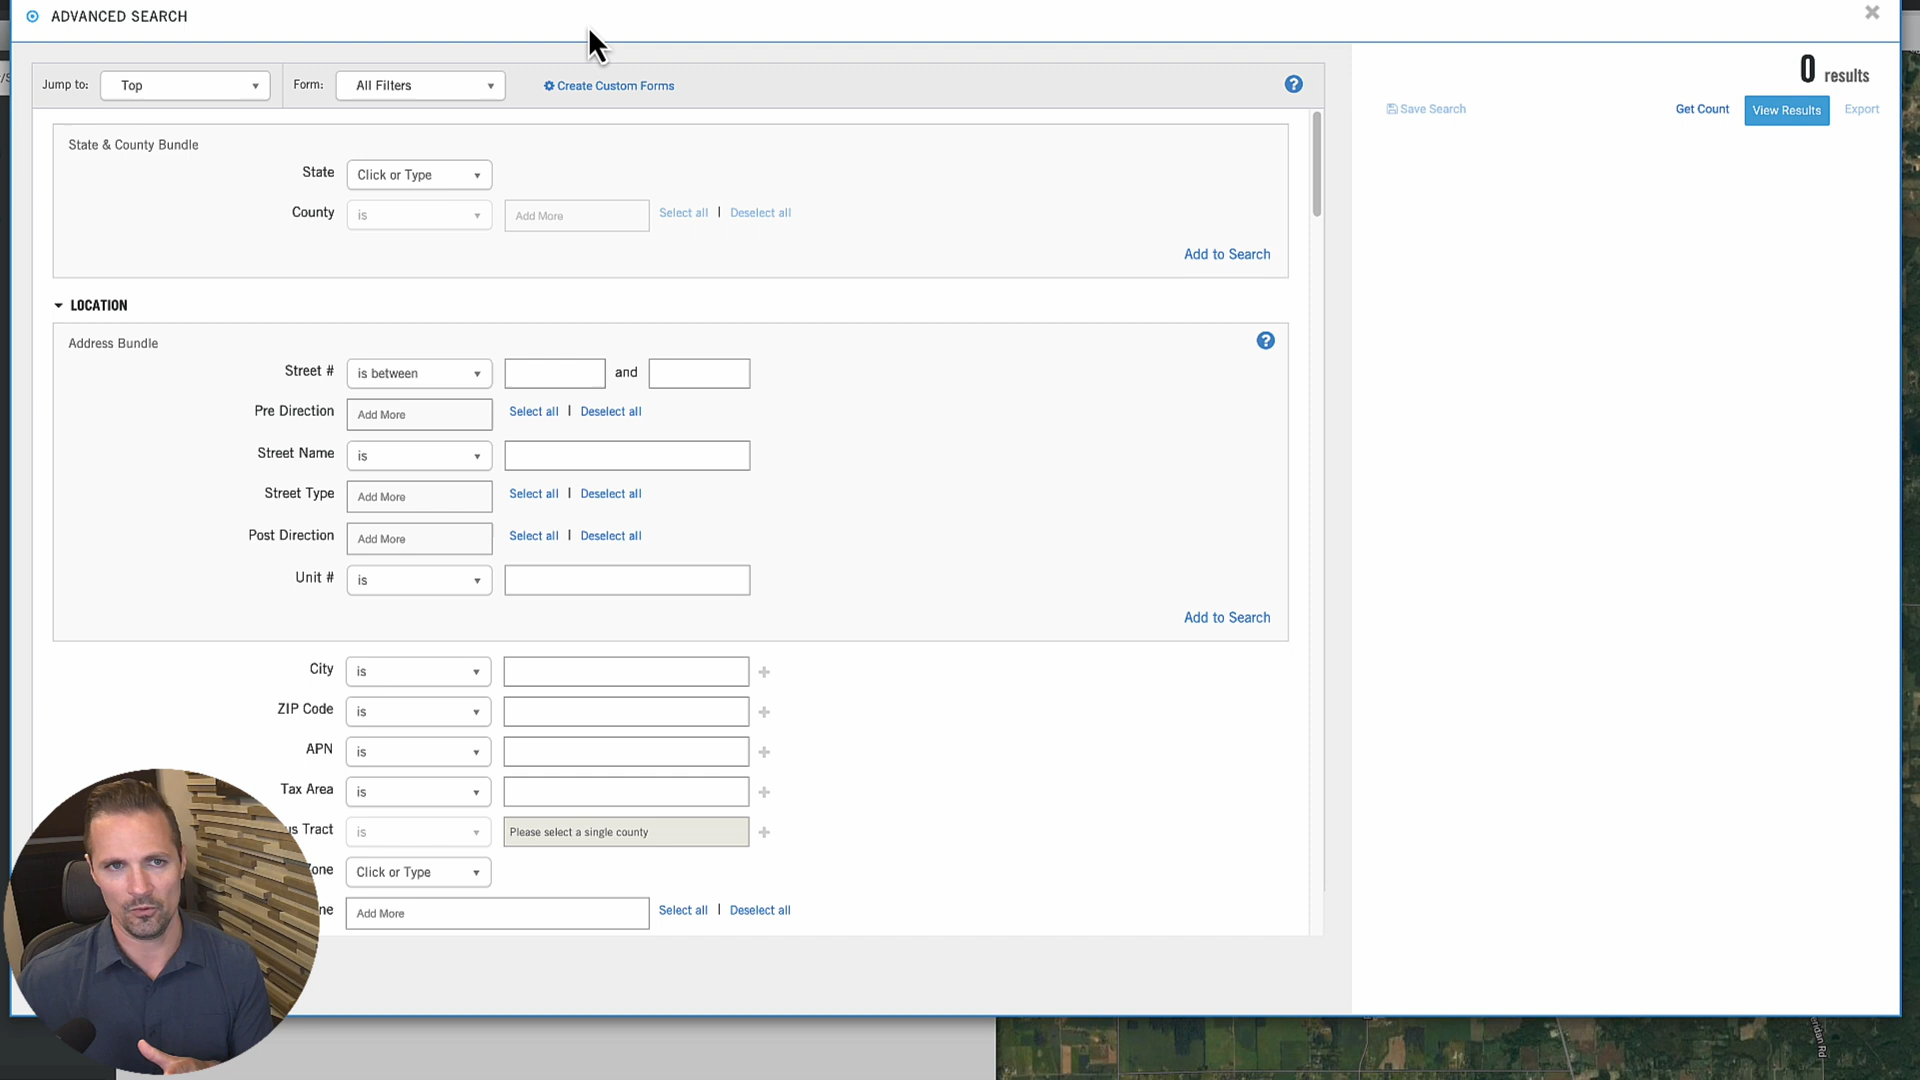 ADVANCED SEARCH
Jump to: Top Form: All Filters Create Custom Forms ?
0 results
Save Search Get Count View Results Export
State & County Bundle
State Click or Type
County is Add More Select all | Deselect all
Add to Search
LOCATION
Address Bundle ?
Street # is between and
Pre Direction Add More Select all | Deselect all
Street Name is
Street Type Add More Select all | Deselect all
Post Direction Add More Select all | Deselect all
Unit # is
Add to Search
City is
ZIP Code is
APN is
Tax Area is
us Tract is Please select a single county
one Click or Type
ne Add More Select all | Deselect all
Rd